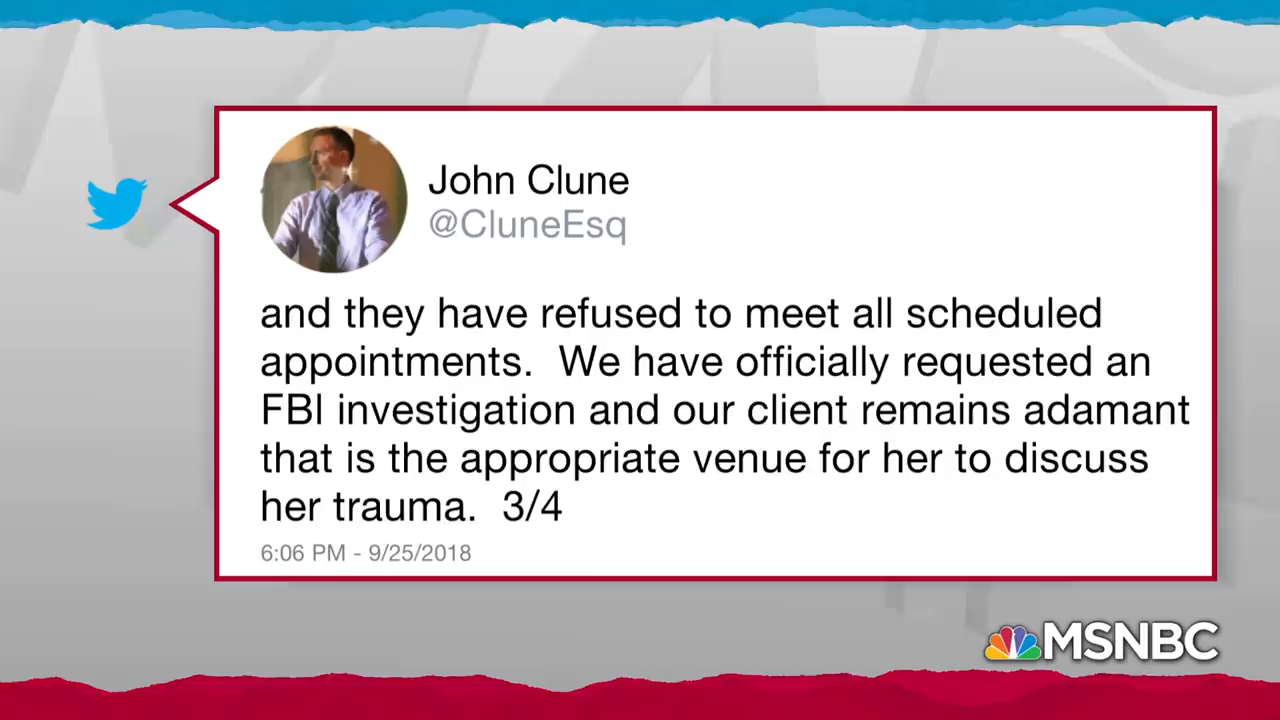 John Clune
@CluneEsq
and they have refused to meet all scheduled
appointments.  We have officially requested an
FBI investigation and our client remains adamant
that is the appropriate venue for her to discuss
her trauma.  3/4
6:06 PM - 9/25/2018
MSNBC